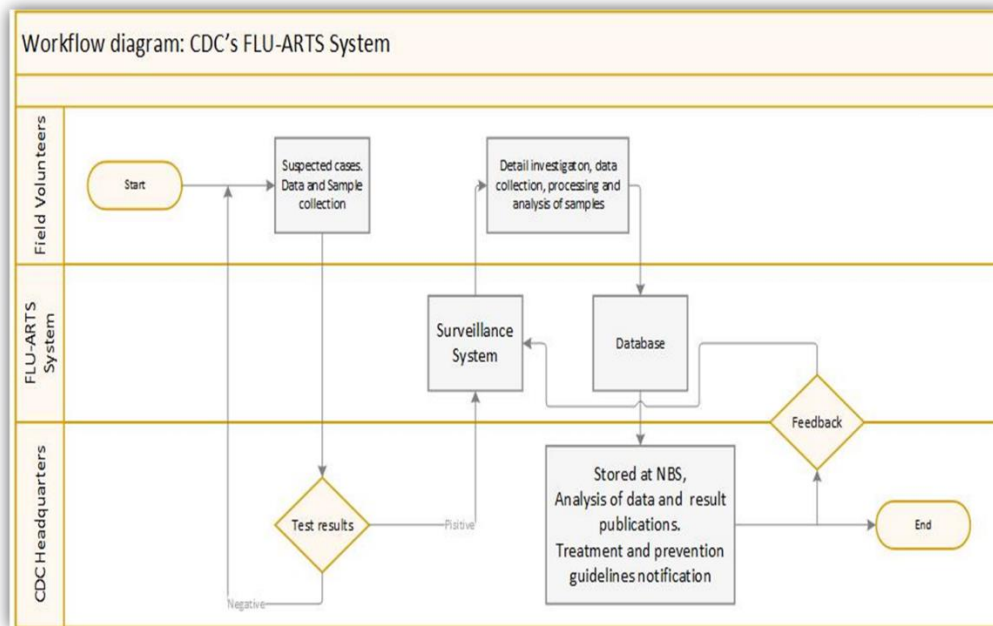 Workflow diagram: CDC's FLU-ARTS System
Field Volunteers
Start
Suspected cases.
Data and Sample
collection
Detail investigaton, data
collection, processing and
analysis of samples
FLU-ARTS
System
Surveillance
System
Database
Feedback
CDC Headquarters
Test results
Pisitive
Negative
Stored at NBS,
Analysis of data and result
publications.
Treatment and prevention
guidelines notification
End